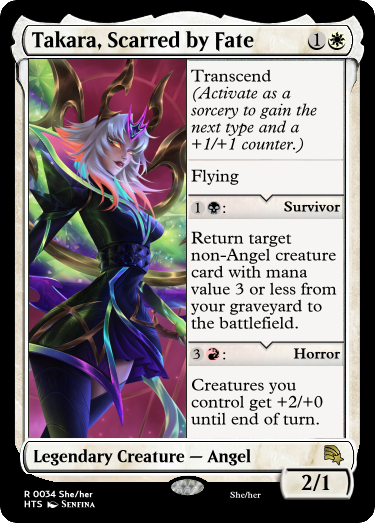 Takara, Scarred by Fate 1
Transcend
(Activate as a
sorcery to gain the
next type and a
+1/+1 counter.)
Flying
1 : Survivor
Return target
non-Angel creature
card with mana
value 3 or less from
your graveyard to
the battlefield.
3 : Horror
Creatures you
control get +2/+0
until end of turn.
Legendary Creature — Angel
2/1
R 0034 She/her
HTS SENFINA
She/her